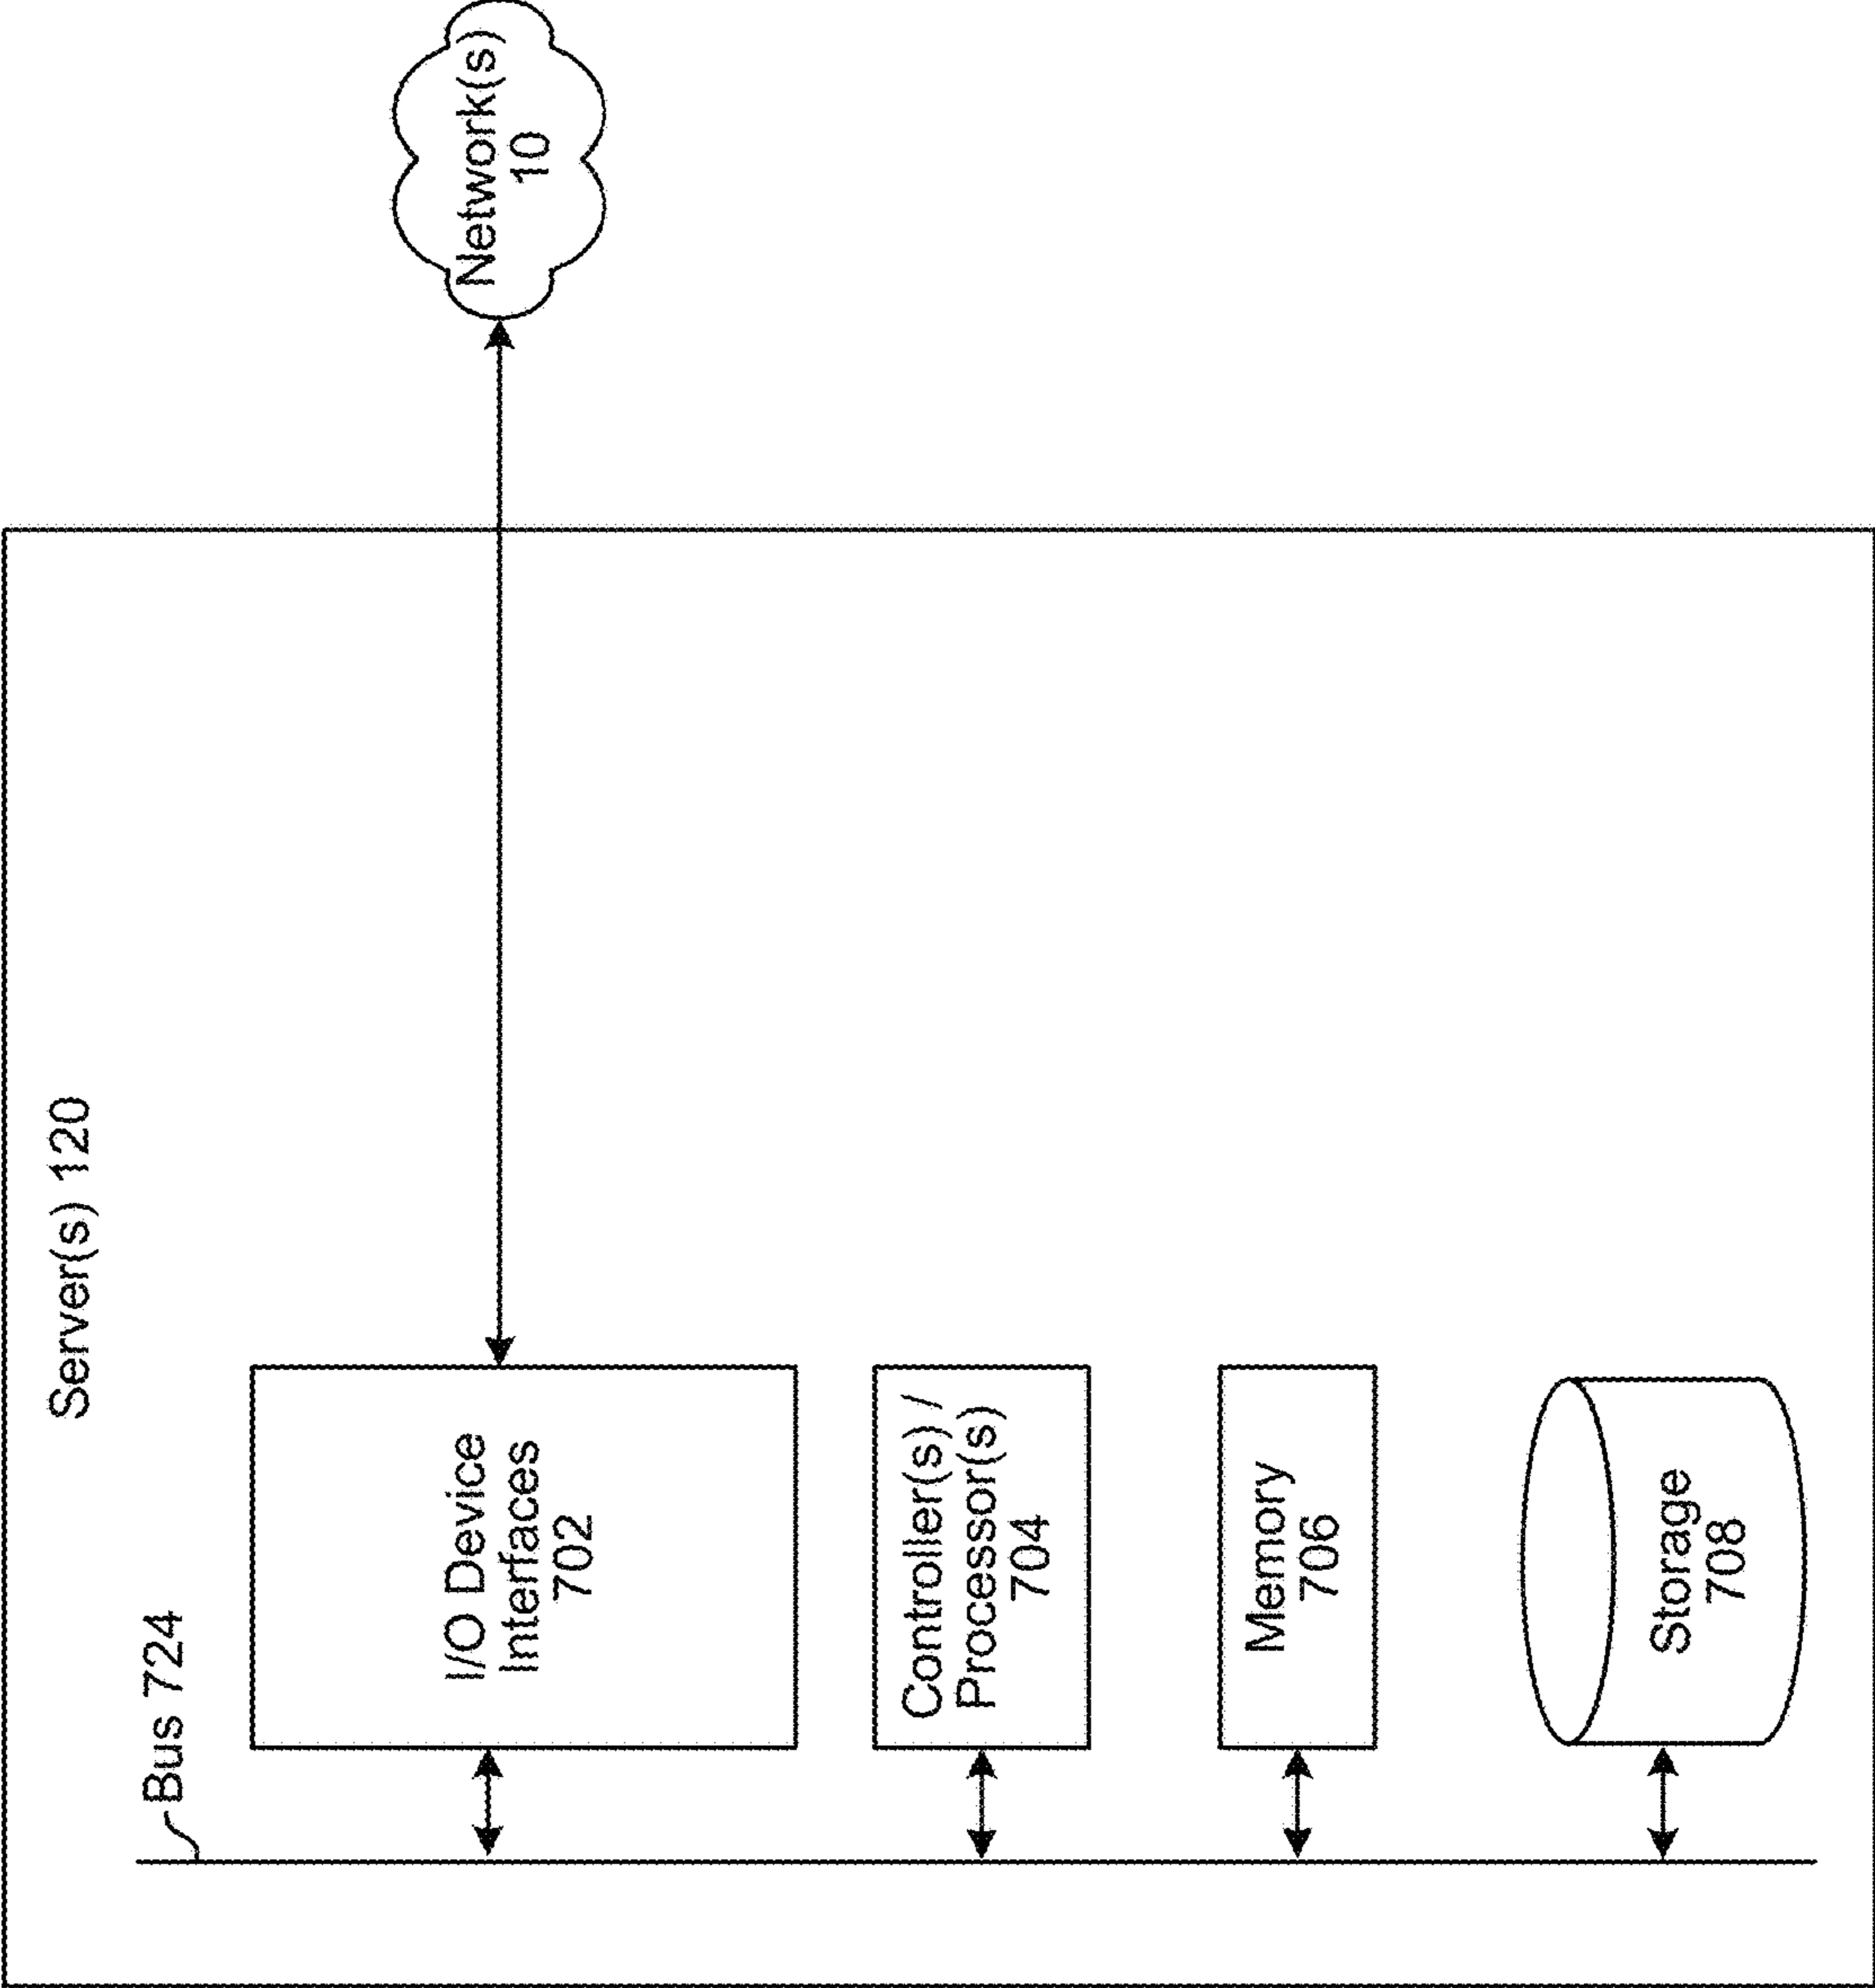 Server(s) 120
Bus 724
I/O Device
Interfaces
702
Network(s)
10
Controller(s) /
Processor(s)
704
Memory
706
Storage
708